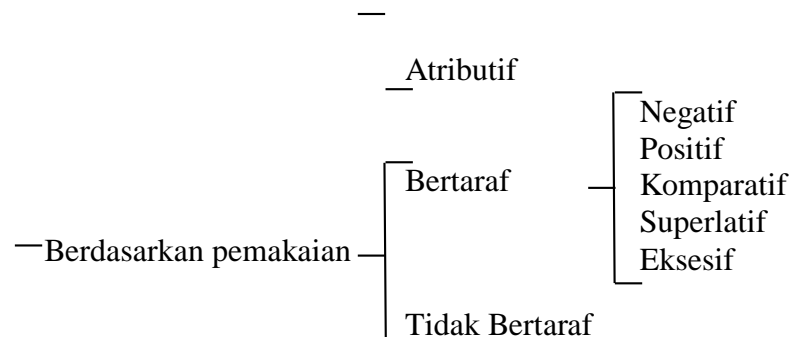 Atributif
Negatif
Positif
Bertaraf
Komparatif
Superlatif
Berdasarkan pemakaian
Eksesif
Tidak Bertaraf